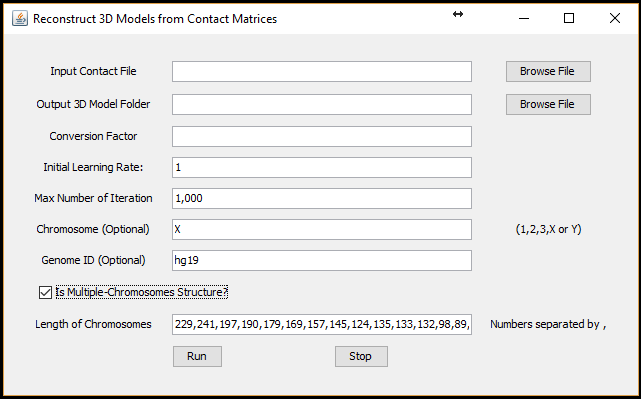 Reconstruct 3D Models from Contact Matrices
Input Contact File Browse File
Output 3D Model Folder Browse File
Conversion Factor
Initial Learning Rate: 1
Max Number of Iteration 1,000
Chromosome (Optional) X (1,2,3,X or Y)
Genome ID (Optional) hg19
Is Multiple-Chromosomes Structure?
Length of Chromosomes 229,241,197,190,179,169,157,145,124,135,133,132,98,89, Numbers separated by ,
Run Stop